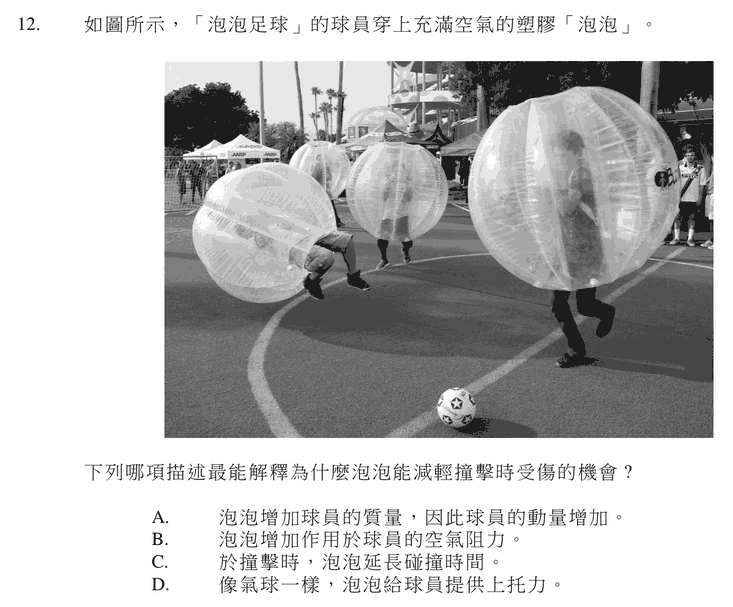 12. 如圖所示，「泡泡足球」的球員穿上充滿空氣的塑膠「泡泡」。
下列哪項描述最能解釋為什麼泡泡能減輕撞擊時受傷的機會？
A. 泡泡增加球員的質量，因此球員的動量增加。
B. 泡泡增加作用於球員的空氣阻力。
C. 於撞擊時，泡泡延長碰撞時間。
D. 像氣球一樣，泡泡給球員提供上托力。